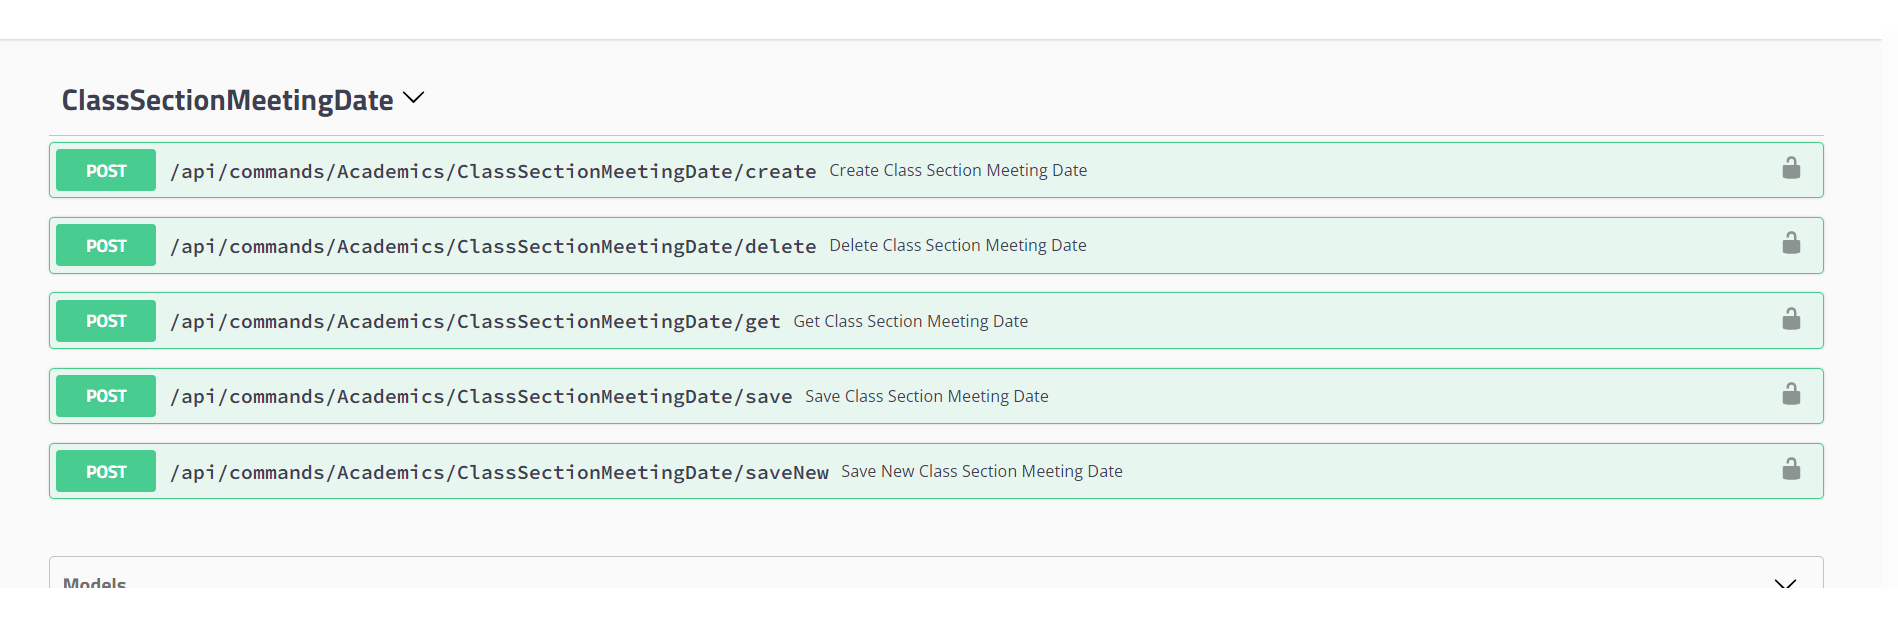 ClassSectionMeetingDate
POST /api/commands/Academics/ClassSectionMeetingDate/create Create Class Section Meeting Date
POST /api/commands/Academics/ClassSectionMeetingDate/delete Delete Class Section Meeting Date
POST /api/commands/Academics/ClassSectionMeetingDate/get Get Class Section Meeting Date
POST /api/commands/Academics/ClassSectionMeetingDate/save Save Class Section Meeting Date
POST /api/commands/Academics/ClassSectionMeetingDate/saveNew Save New Class Section Meeting Date
Models